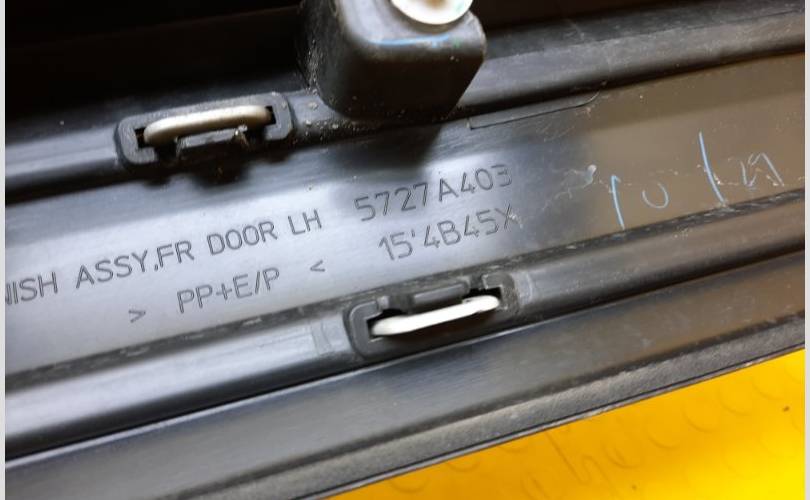 NISH ASSY,FR DOOR LH 5727A403
> PP+E/P < 15'4B45X